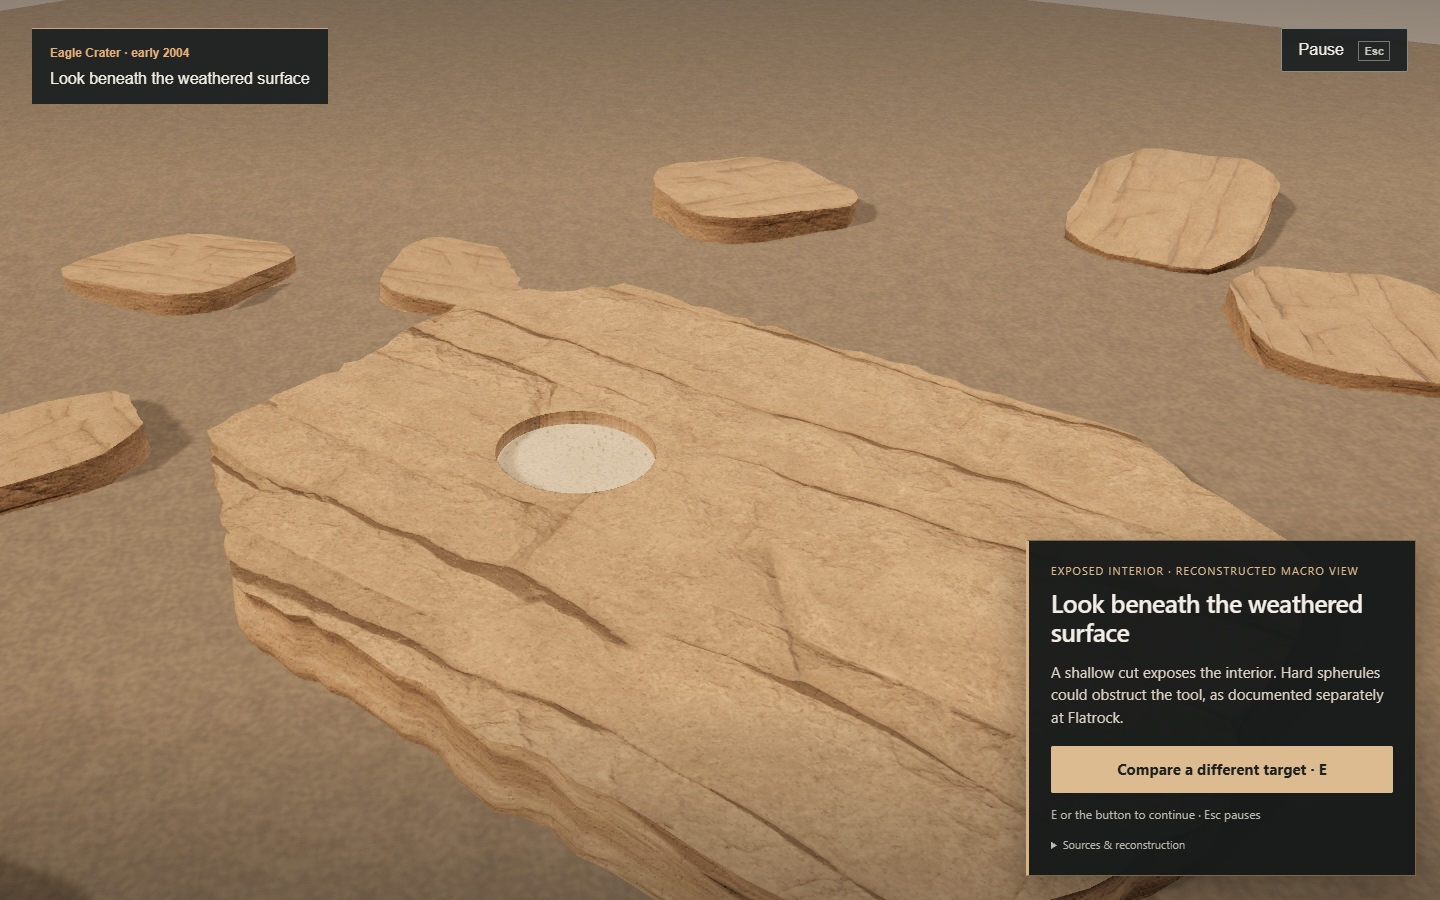 Eagle Crater · early 2004
Look beneath the weathered surface
Pause Esc
EXPOSED INTERIOR · RECONSTRUCTED MACRO VIEW
Look beneath the weathered
surface
A shallow cut exposes the interior. Hard spherules
could obstruct the tool, as documented separately
at Flatrock.
Compare a different target · E
E or the button to continue · Esc pauses
Sources & reconstruction